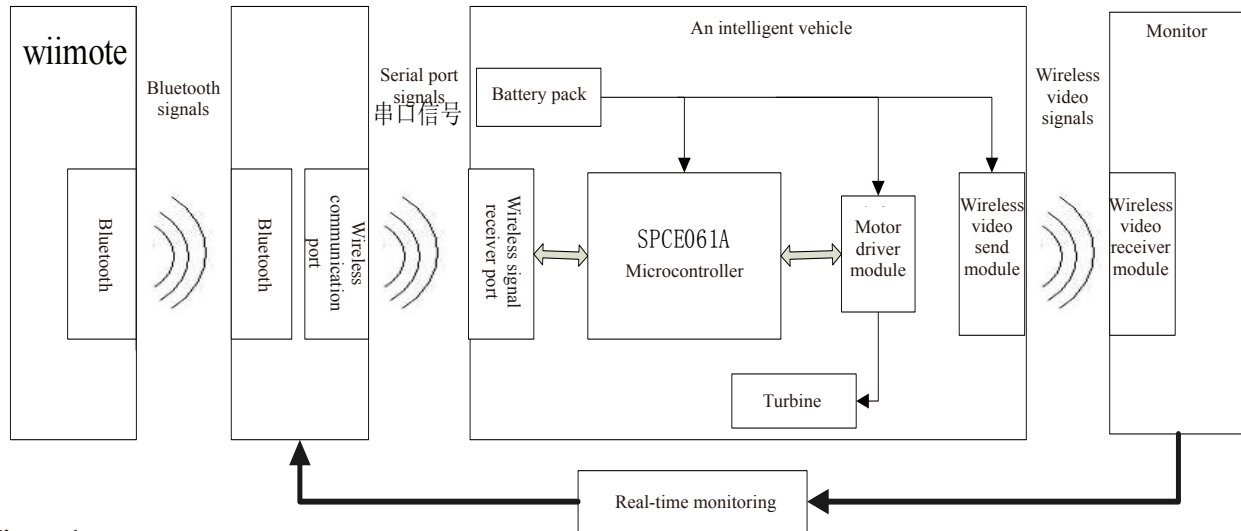 wiimote
Bluetooth
Bluetooth
signals
Bluetooth
Wireless
communication
port
Serial port
signals
串口信号
An intelligent vehicle
Battery pack
Wireless signal
receiver port
SPCE061A
Microcontroller
Motor
driver
module
Turbine
Wireless
video
send
module
Wireless
video
signals
Monitor
Wireless
video
receiver
module
Real-time monitoring